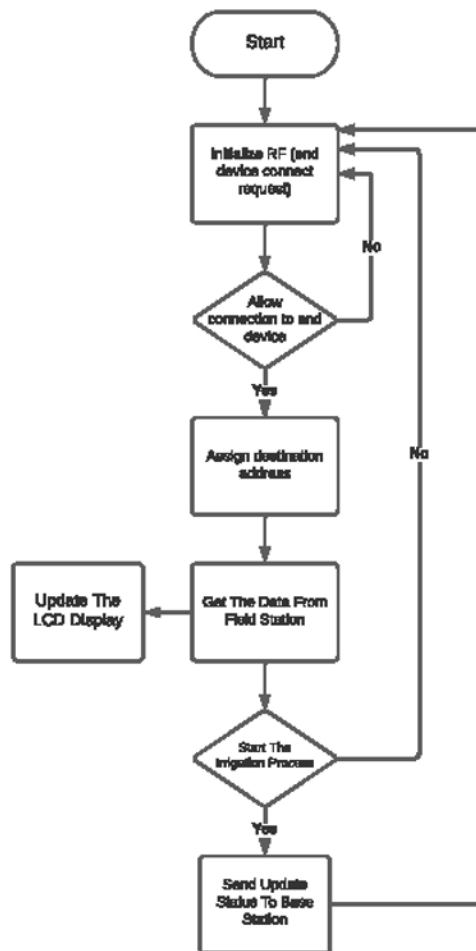 Start
Initialize RF (end
device connect
request)
No
Allow
connection to end
device
Yes
Assign destination
address
No
Update The
LCD Display
Get The Data From
Field Station
Start The
Irrigation Process
Yes
Send Update
Status To Base
Station